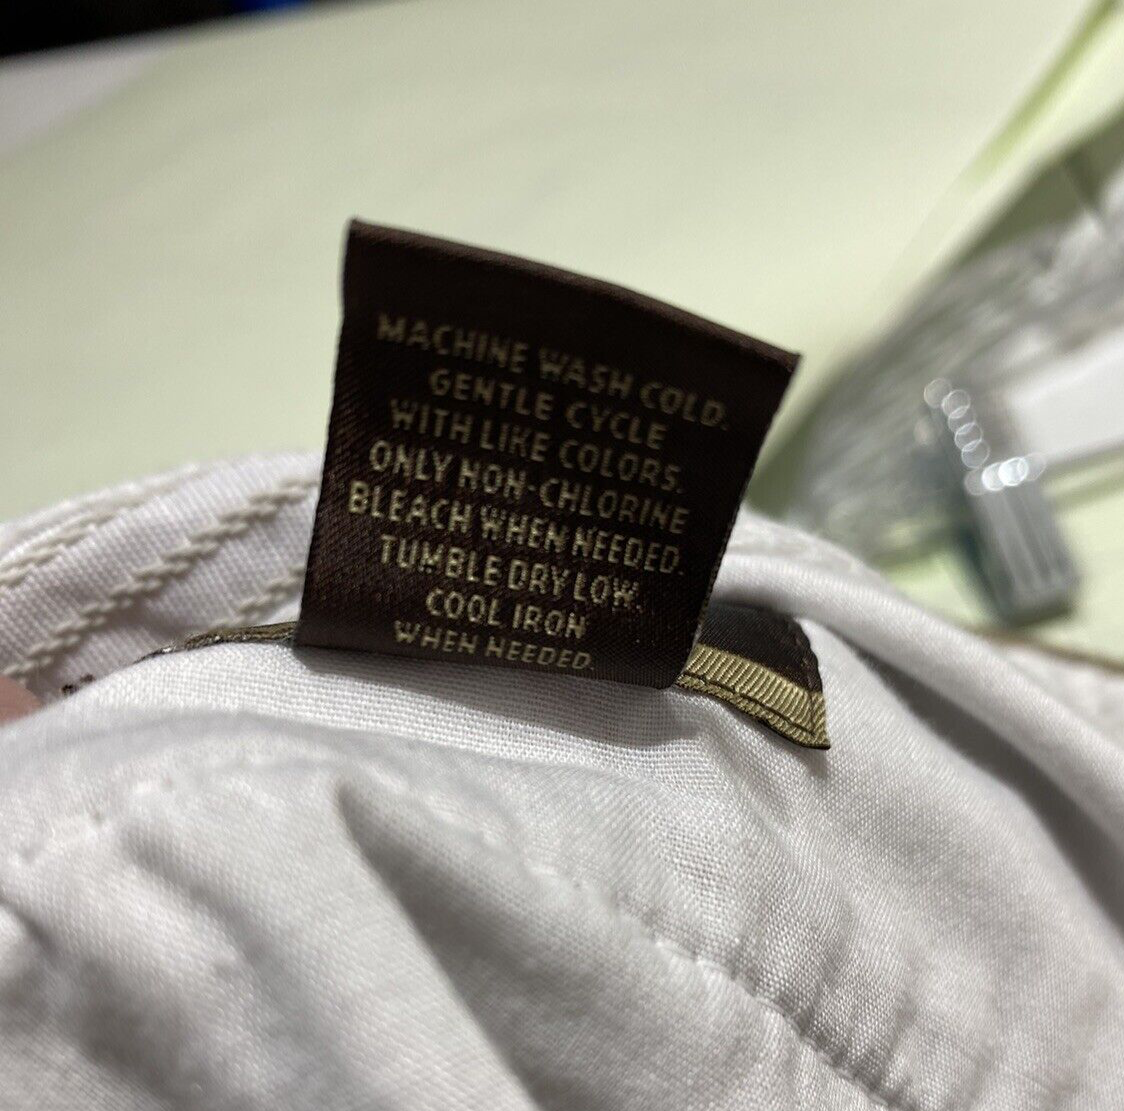 MACHINE WASH COLD.
GENTLE CYCLE
WITH LIKE COLORS.
ONLY NON-CHLORINE
BLEACH WHEN NEEDED.
TUMBLE DRY LOW.
COOL IRON
WHEN NEEDED.